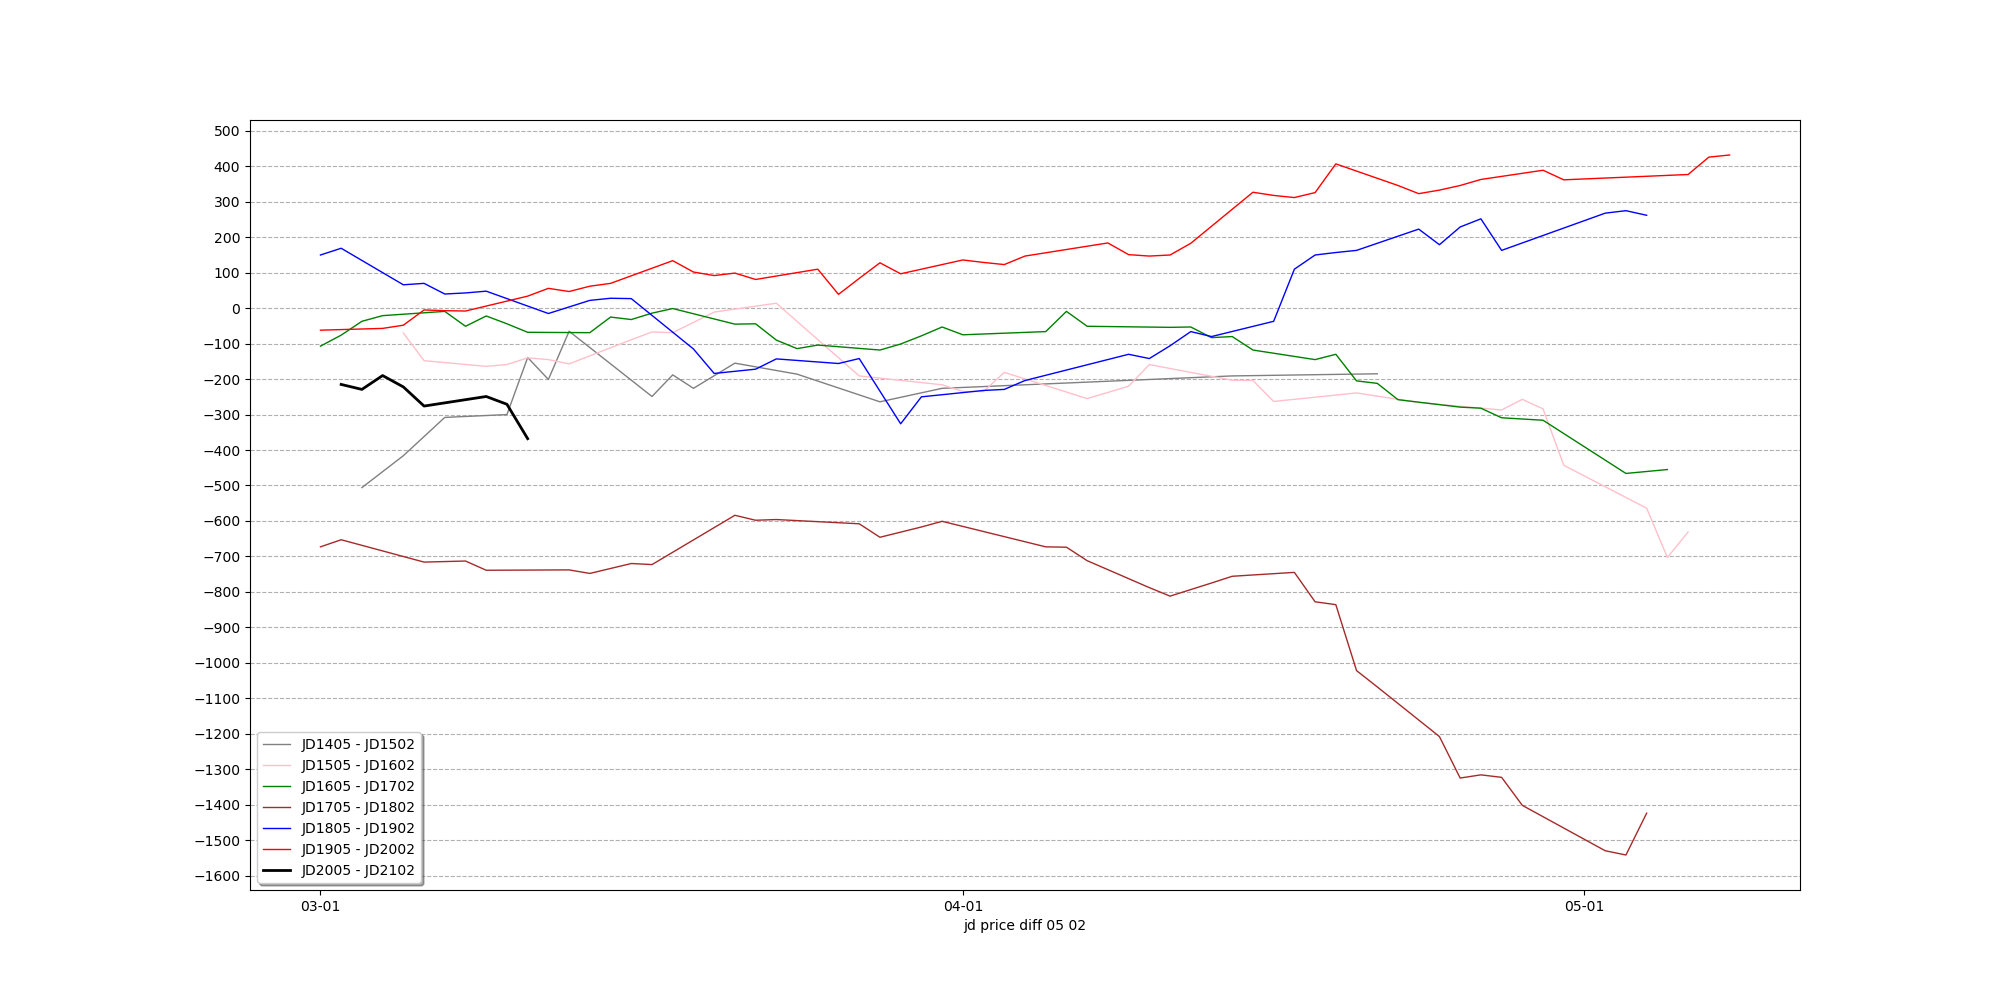 500
400
300
200
100
0
−100
−200
−300
−400
−500
−600
−700
−800
−900
−1000
−1100
−1200
−1300
−1400
−1500
−1600
JD1405 - JD1502
JD1505 - JD1602
JD1605 - JD1702
JD1705 - JD1802
JD1805 - JD1902
JD1905 - JD2002
JD2005 - JD2102
03-01 04-01 05-01
jd price diff 05 02